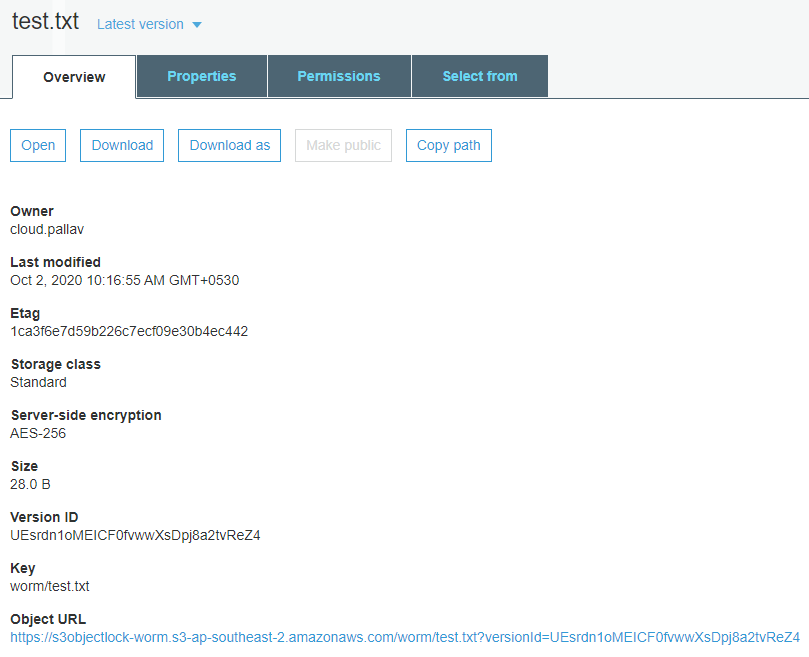 test.txt Latest version
Overview Properties Permissions Select from
Open Download Download as Make public Copy path
Owner
cloud.pallav
Last modified
Oct 2, 2020 10:16:55 AM GMT+0530
Etag
1ca3f6e7d59b226c7ecf09e30b4ec442
Storage class
Standard
Server-side encryption
AES-256
Size
28.0 B
Version ID
UEsrdn1oMEICF0fvwwXsDpj8a2tvReZ4
Key
worm/test.txt
Object URL
https://s3objectlock-worm.s3-ap-southeast-2.amazonaws.com/worm/test.txt?versionId=UEsrdn1oMEICF0fvwwXsDpj8a2tvReZ4